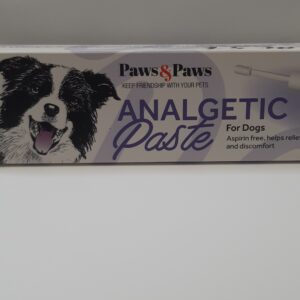 Paws&Paws
KEEP FRIENDSHIP WITH YOUR PETS
ANALGETIC
Paste
For Dogs
Aspirin free, helps relie
and discomfort